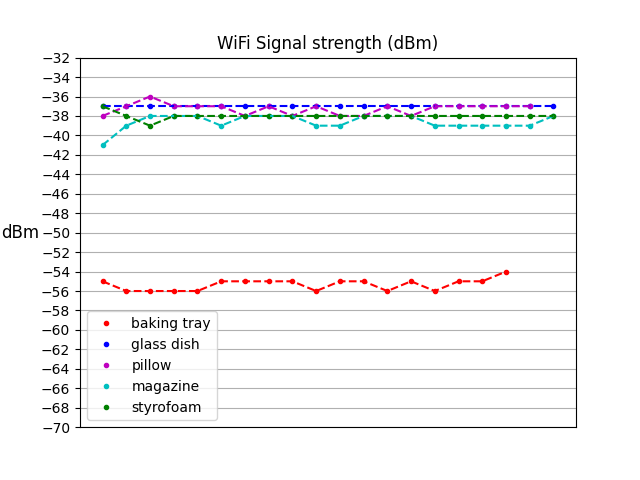 WiFi Signal strength (dBm)
−32
−34
−36
−38
−40
−42
−44
−46
−48
−50
dBm
−52
−54
−56
−58
−60
−62
−64
−66
−68
−70
baking tray
glass dish
pillow
magazine
styrofoam